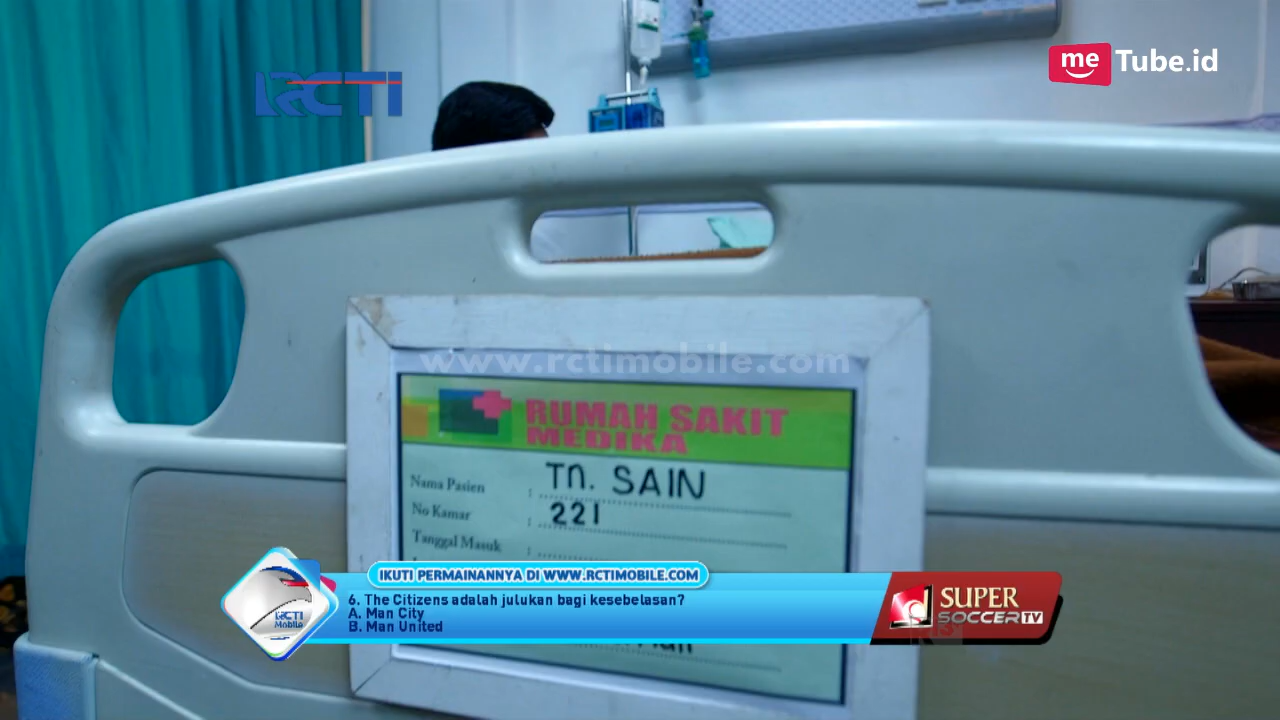 RCTI
me Tube.id
www.rctimobile.com
RUMAH SAKIT
MEDIKA
Nama Pasien : Tn. SAIN
No Kamar : 221
Tanggal Masuk :
IKUTI PERMAINANNYA DI WWW.RCTIMOBILE.COM
6. The Citizens adalah julukan bagi kesebelasan?
A. Man City
B. Man United
RCTI
Mobile
SUPER
SOCCER TV